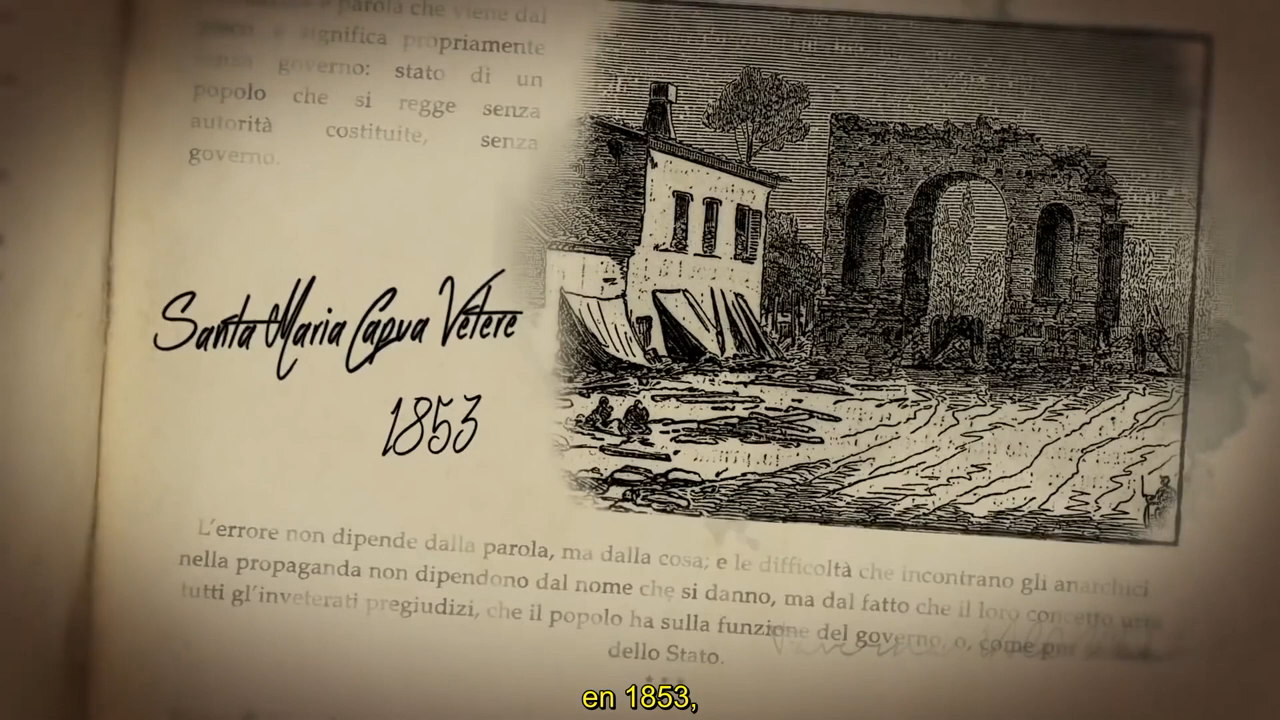 parola che viene dal
significa propriamente
senza governo: stato di un
popolo che si regge senza
autorità costituite, senza
governo.
Santa Maria Capua Vetere
1853
L'errore non dipende dalla parola, ma dalla cosa; e le difficoltà che incontrano gli anarchici
nella propaganda non dipendono dal nome che si danno, ma dal fatto che il loro concetto urta
tutti gl'inveterati pregiudizi, che il popolo ha sulla funzione del governo, o, come pur
dello Stato.
en 1853,